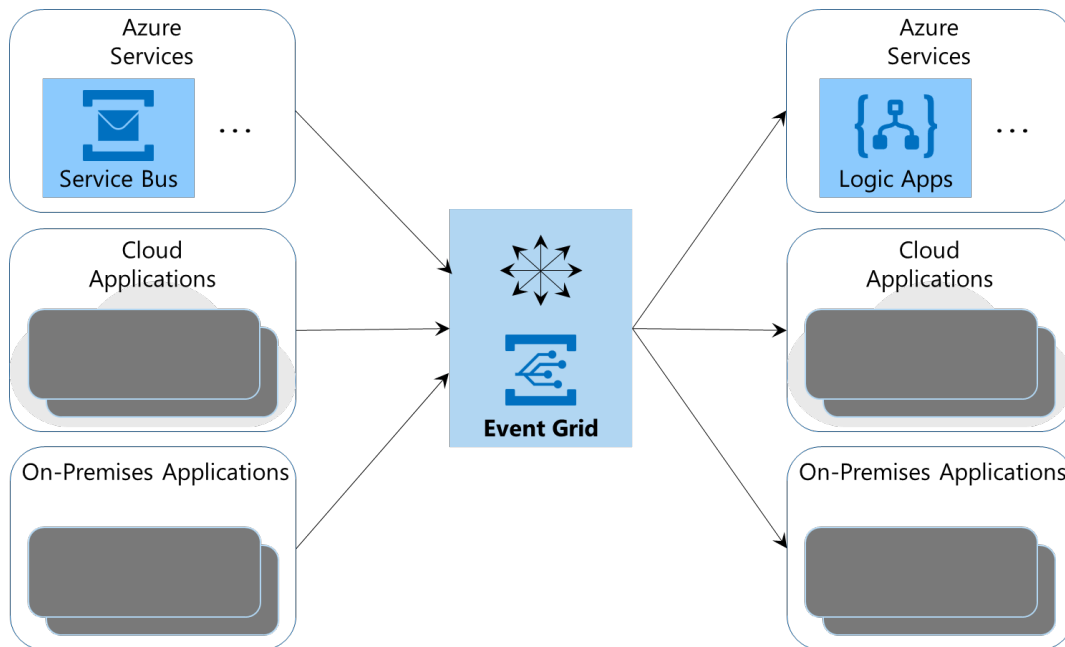 Azure
Services
Service Bus
...
Cloud
Applications
On-Premises Applications
Event Grid
Azure
Services
Logic Apps
...
Cloud
Applications
On-Premises Applications